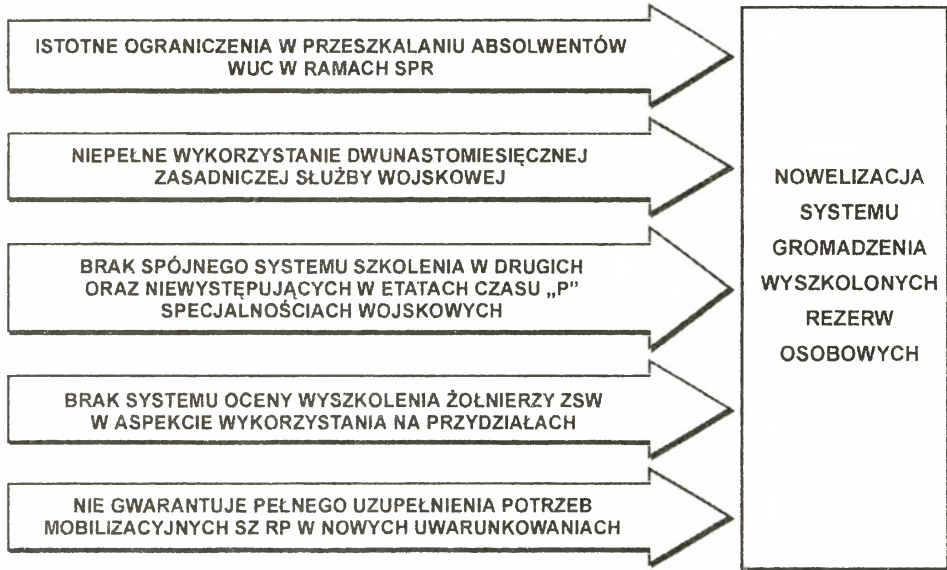 ISTOTNE OGRANICZENIA W PRZESZKALANIU ABSOLWENTÓW
WUC W RAMACH SPR
NIEPEŁNE WYKORZYSTANIE DWUNASTOMIESIĘCZNEJ
ZASADNICZEJ SŁUŻBY WOJSKOWEJ
BRAK SPÓJNEGO SYSTEMU SZKOLENIA W DRUGICH
ORAZ NIEWYSTĘPUJĄCYCH W ETATACH CZASU „P”
SPECJALNOŚCIACH WOJSKOWYCH
BRAK SYSTEMU OCENY WYSZKOLENIA ŻOŁNIERZY ZSW
W ASPEKCIE WYKORZYSTANIA NA PRZYDZIAŁACH
NIE GWARANTUJE PEŁNEGO UZUPEŁNIENIA POTRZEB
MOBILIZACYJNYCH SZ RP W NOWYCH UWARUNKOWANIACH
NOWELIZACJA
SYSTEMU
GROMADZENIA
WYSZKOLONYCH
REZERW
OSOBOWYCH